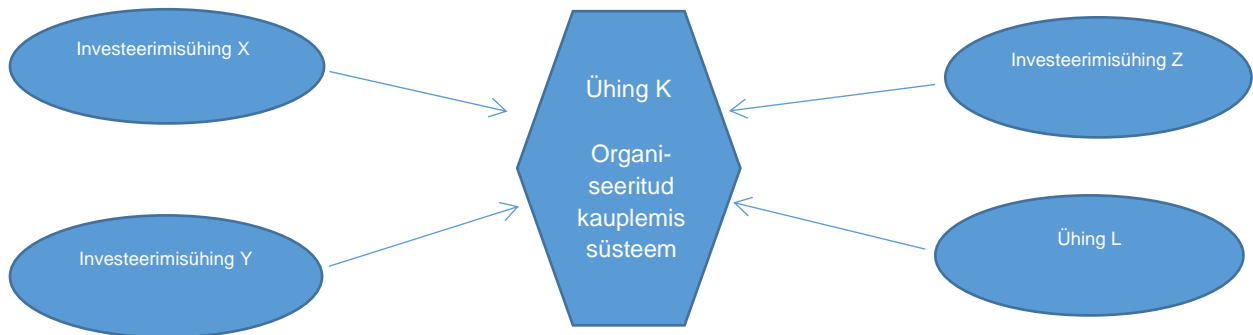 Investeerimisühing X
Investeerimisühing Y
Ühing K
Organi-
seeritud
kauplemis
süsteem
Investeerimisühing Z
Ühing L